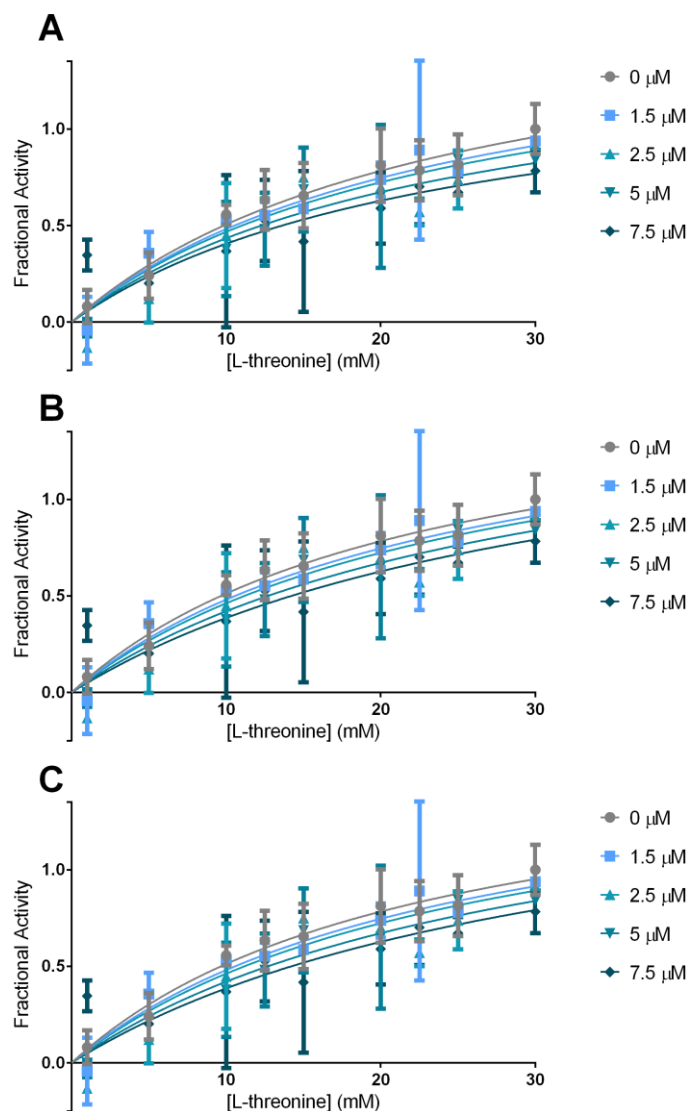 A
Fractional Activity
1.0
0.5
0.0
10
20
30
[L-threonine] (mM)
0 μM
1.5 μM
2.5 μM
5 μM
7.5 μM
B
Fractional Activity
1.0
0.5
0.0
10
20
30
[L-threonine] (mM)
0 μM
1.5 μM
2.5 μM
5 μM
7.5 μM
C
Fractional Activity
1.0
0.5
0.0
10
20
30
[L-threonine] (mM)
0 μM
1.5 μM
2.5 μM
5 μM
7.5 μM